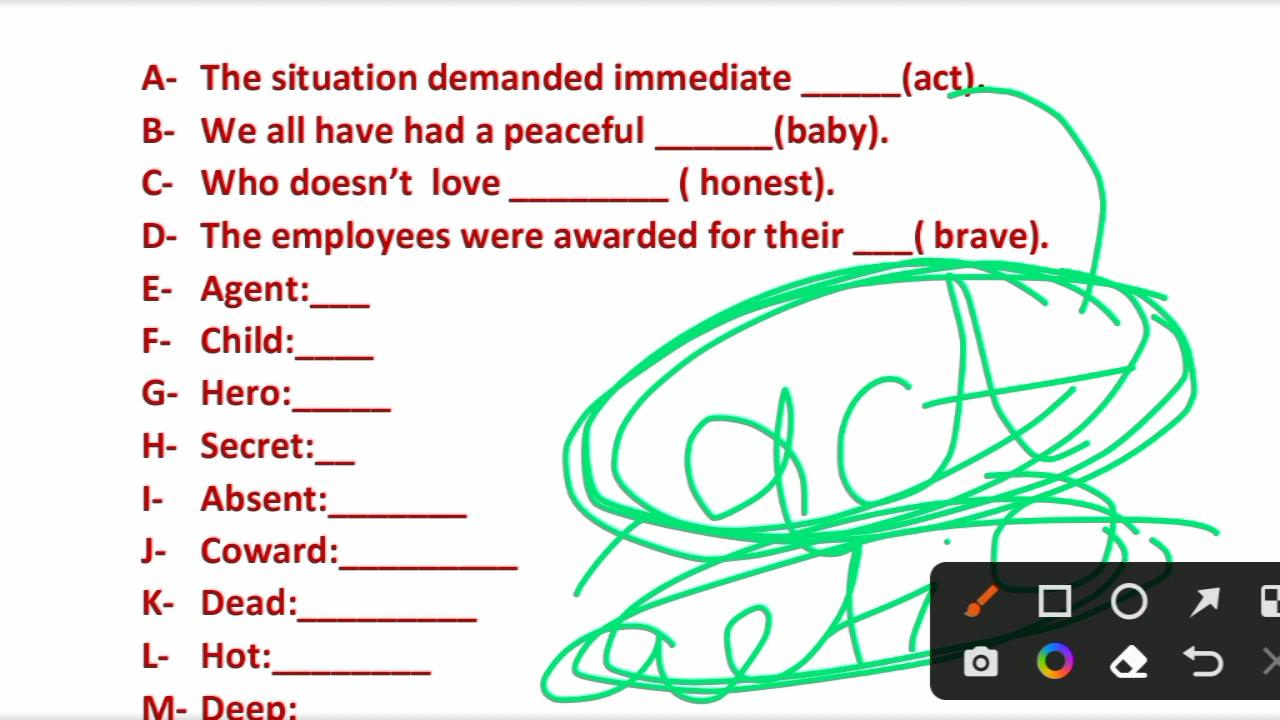 A- The situation demanded immediate _____(act).
B- We all have had a peaceful ______(baby).
C- Who doesn’t love ________ ( honest).
D- The employees were awarded for their ___( brave).
E- Agent:___
F- Child:____
G- Hero:_____
H- Secret:__
I- Absent:_______
J- Coward:_________
K- Dead:_________
L- Hot:________
M- Deep:
act